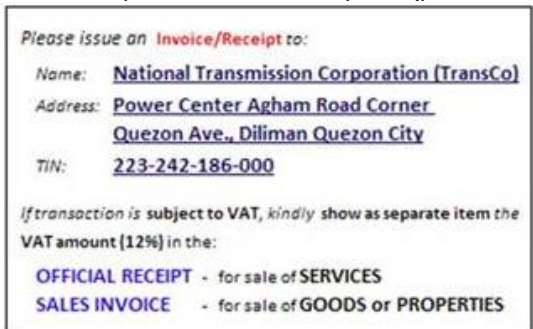 Please issue an Invoice/Receipt to:
Name: National Transmission Corporation (TransCo)
Address: Power Center Agham Road Corner
Quezon Ave., Diliman Quezon City
TIN: 223-242-186-000
If transaction is subject to VAT, kindly show as separate item the
VAT amount (12%) in the:
OFFICIAL RECEIPT - for sale of SERVICES
SALES INVOICE - for sale of GOODS or PROPERTIES